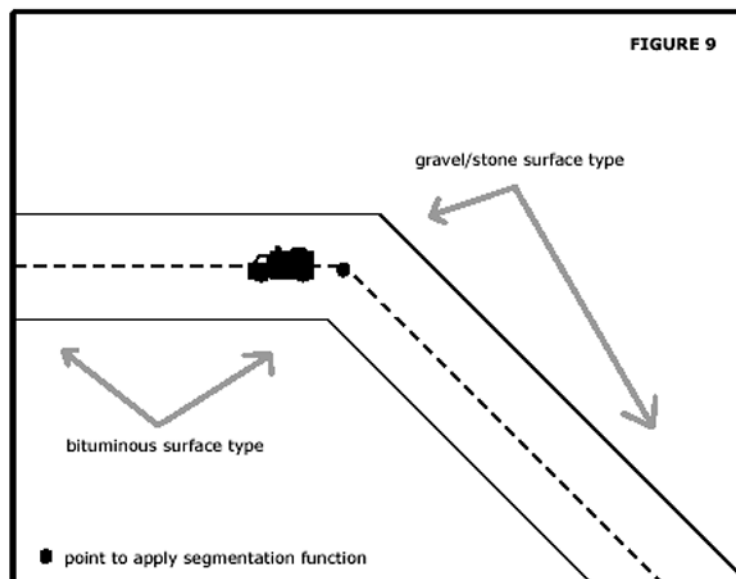 FIGURE 9
gravel/stone surface type
bituminous surface type
point to apply segmentation function